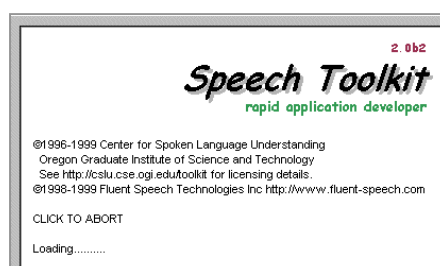 2.0b2
Speech Toolkit
rapid application developer
©1996-1999 Center for Spoken Language Understanding
Oregon Graduate Institute of Science and Technology
See http://cslu.cse.ogi.edu/toolkit for licensing details.
©1998-1999 Fluent Speech Technologies Inc http://www.fluent-speech.com
CLICK TO ABORT
Loading..........